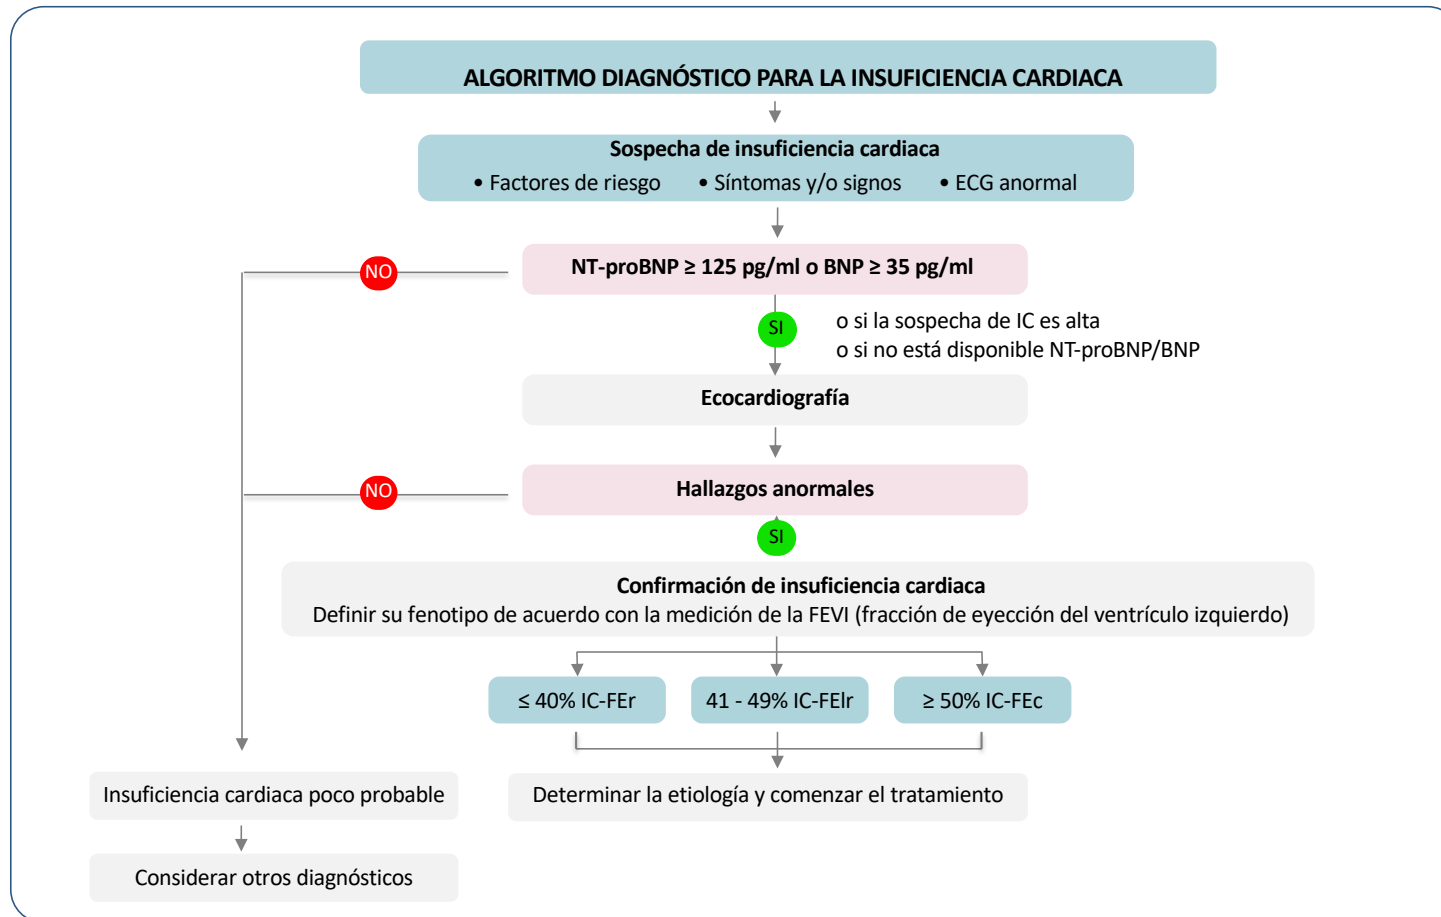 ALGORITMO DIAGNÓSTICO PARA LA INSUFICIENCIA CARDIACA
Sospecha de insuficiencia cardiaca
• Factores de riesgo • Síntomas y/o signos • ECG anormal
NO
NT-proBNP ≥ 125 pg/ml o BNP ≥ 35 pg/ml
SI
o si la sospecha de IC es alta
o si no está disponible NT-proBNP/BNP
Ecocardiografía
NO
Hallazgos anormales
SI
Confirmación de insuficiencia cardiaca
Definir su fenotipo de acuerdo con la medición de la FEVI (fracción de eyección del ventrículo izquierdo)
≤ 40% IC-FEr
41 - 49% IC-FElr
≥ 50% IC-FEc
Insuficiencia cardiaca poco probable
Determinar la etiología y comenzar el tratamiento
Considerar otros diagnósticos